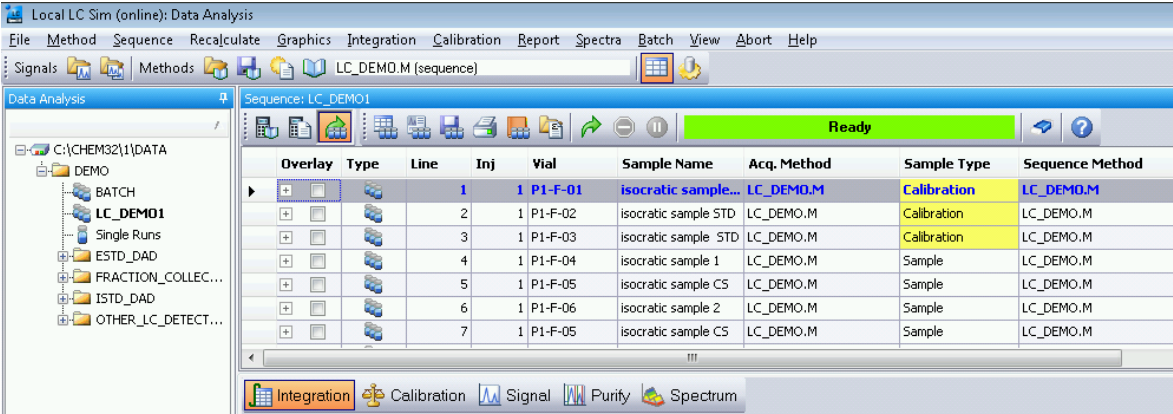 Local LC Sim (online): Data Analysis
File Method Sequence Recalculate Graphics Integration Calibration Report Spectra Batch View Abort Help
Signals Methods LC_DEMO.M (sequence)
Data Analysis
C:\CHEM32\1\DATA
DEMO
BATCH
LC_DEMO1
Single Runs
ESTD_DAD
FRACTION_COLLEC...
ISTD_DAD
OTHER_LC_DETECT...
Sequence: LC_DEMO1
Ready
Overlay Type Line Inj Vial Sample Name Acq. Method Sample Type Sequence Method
1 1 P1-F-01 isocratic sample... LC_DEMO.M Calibration LC_DEMO.M
2 1 P1-F-02 isocratic sample STD LC_DEMO.M Calibration LC_DEMO.M
3 1 P1-F-03 isocratic sample STD LC_DEMO.M Calibration LC_DEMO.M
4 1 P1-F-04 isocratic sample 1 LC_DEMO.M Sample LC_DEMO.M
5 1 P1-F-05 isocratic sample CS LC_DEMO.M Sample LC_DEMO.M
6 1 P1-F-06 isocratic sample 2 LC_DEMO.M Sample LC_DEMO.M
7 1 P1-F-05 isocratic sample CS LC_DEMO.M Sample LC_DEMO.M
Integration Calibration Signal Purify Spectrum